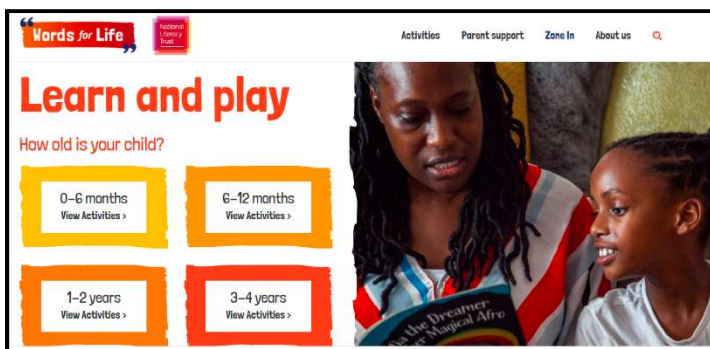 “Words for Life”
National
Literacy
Trust
Activities Parent support Zone In About us
Learn and play
How old is your child?
0–6 months
View Activities ›
6–12 months
View Activities ›
1–2 years
View Activities ›
3–4 years
View Activities ›
the Dreamer
Magical Afro